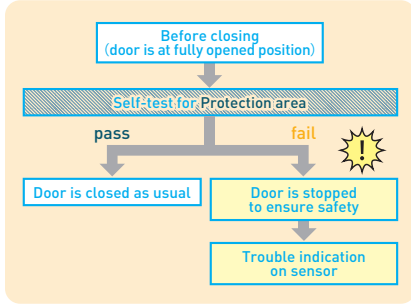 Before closing
(door is at fully opened position)
Self-test for Protection area
pass
fail
!
Door is closed as usual
Door is stopped
to ensure safety
Trouble indication
on sensor